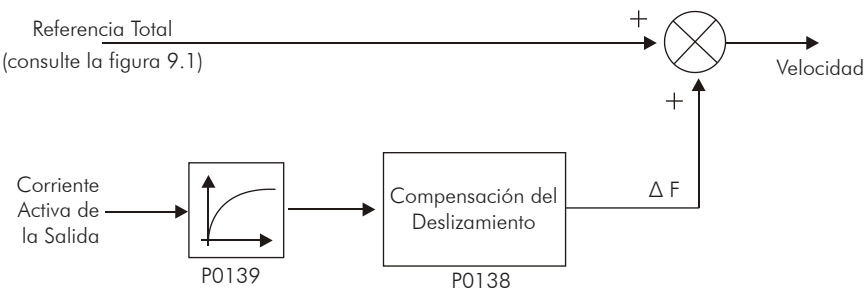 Referencia Total
(consulte la figura 9.1)
+
Velocidad
+
Corriente
Activa de
la Salida
P0139
Compensación del
Deslizamiento
P0138
Δ F